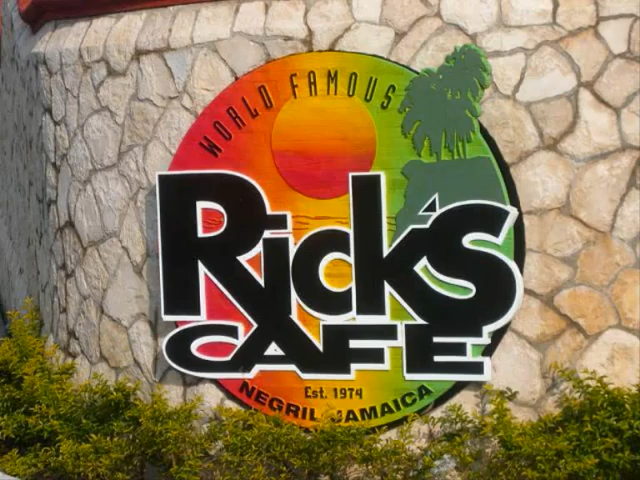 WORLD FAMOUS
Rick's
CAFE
Est. 1974
NEGRIL JAMAICA